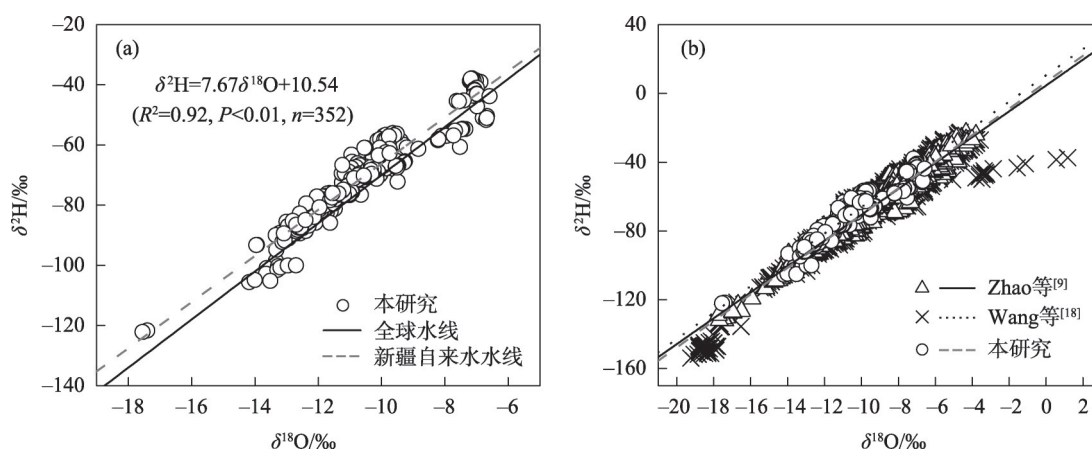 (a)
δ²H=7.67δ¹⁸O+10.54
(R²=0.92, P<0.01, n=352)
本研究
全球水线
新疆自来水水线
–20
–40
–60
–80
–100
–120
–140
δ²H/‰
–18
–16
–14
–12
–10
–8
–6
δ¹⁸O/‰
(b)
Zhao等[9]
Wang等[18]
本研究
40
0
–40
–80
–120
–160
δ²H/‰
–20
–18
–16
–14
–12
–10
–8
–6
–4
–2
0
2
δ¹⁸O/‰